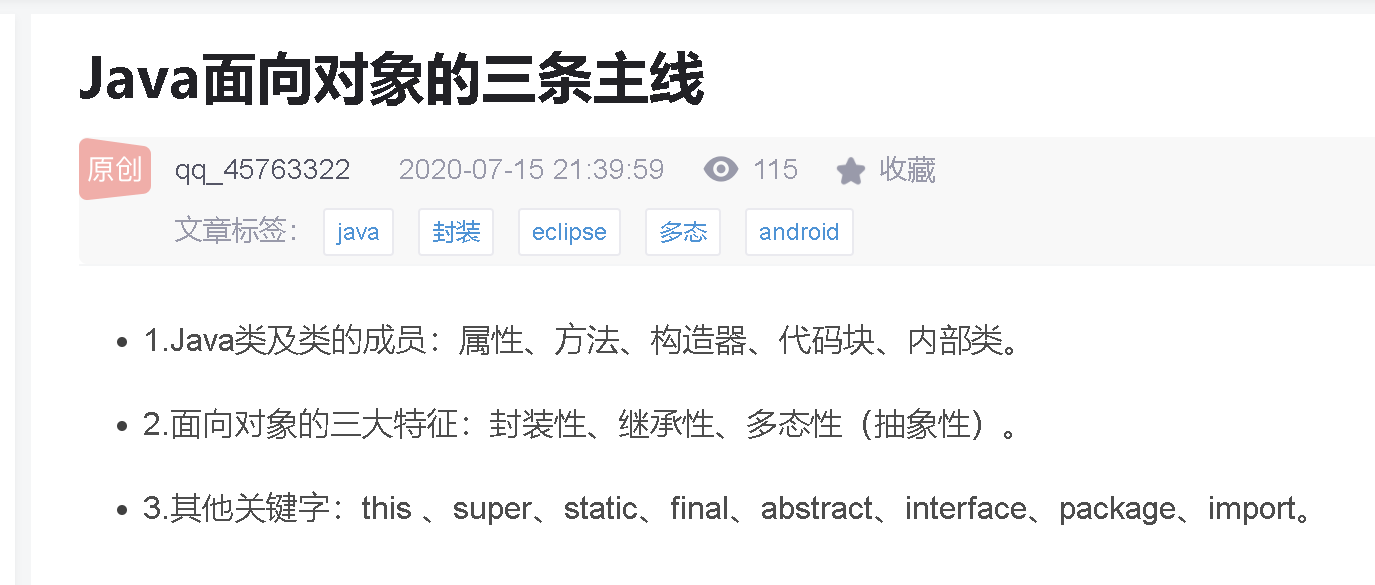 Java面向对象的三条主线
原创 qq_45763322 2020-07-15 21:39:59 115 收藏
文章标签： java 封装 eclipse 多态 android
1.Java类及类的成员：属性、方法、构造器、代码块、内部类。
2.面向对象的三大特征：封装性、继承性、多态性（抽象性）。
3.其他关键字：this 、super、static、final、abstract、interface、package、import。